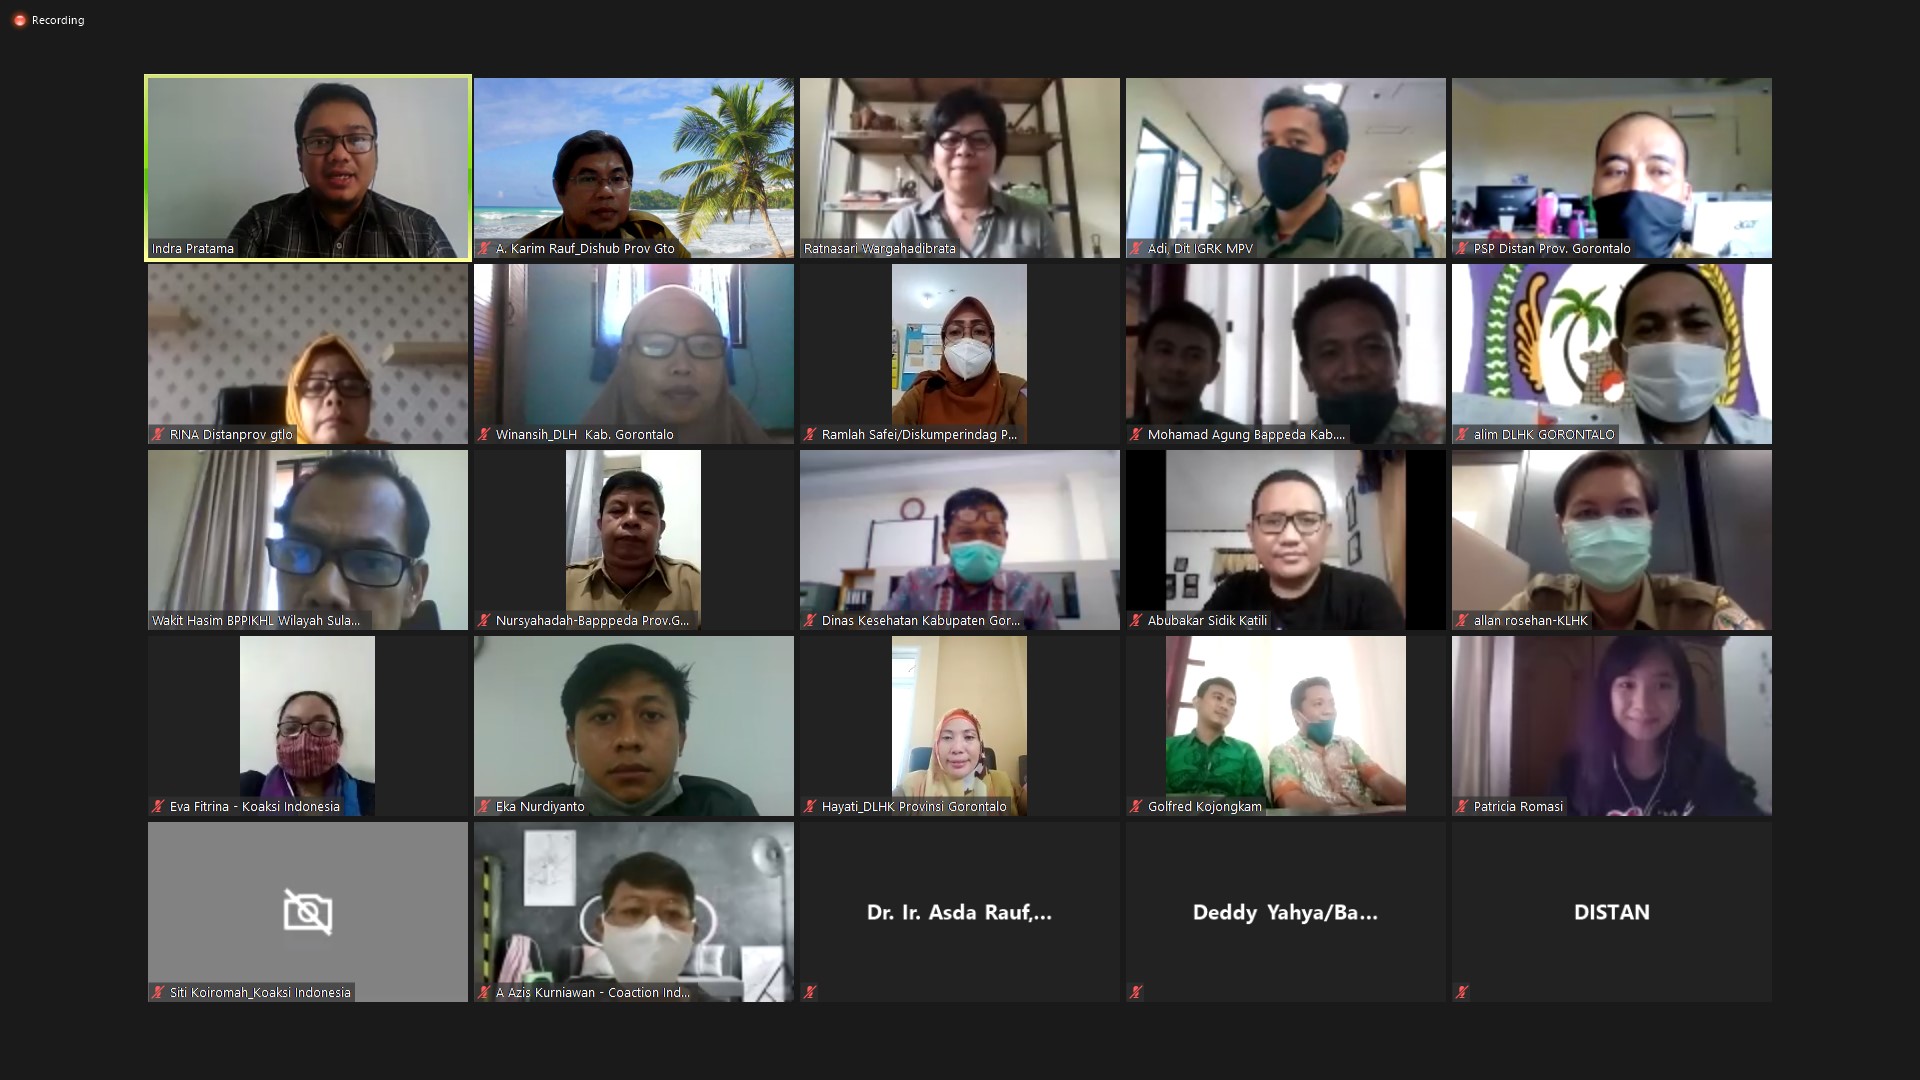 Recording
Indra Pratama
A. Karim Rauf_Dishub Prov Gto
Ratnasari Wargahadibrata
Adi, Dit IGRK MPV
PSP Distan Prov. Gorontalo
acer
RINA Distanprov gtlo
Winansih_DLH Kab. Gorontalo
Ramlah Safei/Diskumperindag P...
Mohamad Agung Bappeda Kab....
alim DLHK GORONTALO
Wakit Hasim BPPIKHL Wilayah Sula...
Nursyahadah-Bapppeda Prov.G...
Dinas Kesehatan Kabupaten Gor...
Abubakar Sidik Katili
allan rosehan-KLHK
Eva Fitrina - Koaksi Indonesia
Eka Nurdiyanto
Hayati_DLHK Provinsi Gorontalo
Golfred Kojongkam
Patricia Romasi
Siti Koiromah_Koaksi Indonesia
A Azis Kurniawan - Coaction Ind...
Dr. Ir. Asda Rauf,...
Deddy Yahya/Ba...
DISTAN